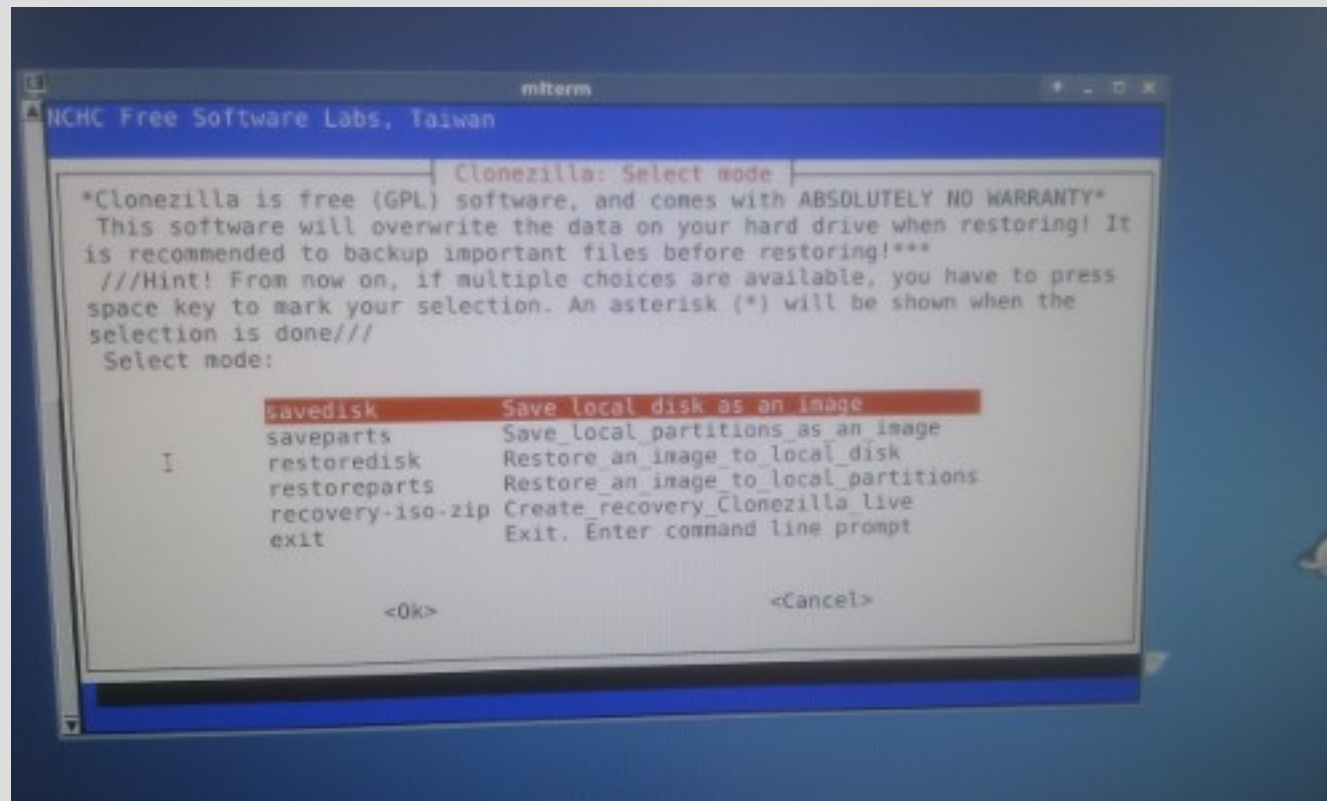 mlterm
NCHC Free Software Labs, Taiwan
Clonezilla: Select mode
*Clonezilla is free (GPL) software, and comes with ABSOLUTELY NO WARRANTY*
This software will overwrite the data on your hard drive when restoring! It
is recommended to backup important files before restoring!***
///Hint! From now on, if multiple choices are available, you have to press
space key to mark your selection. An asterisk (*) will be shown when the
selection is done///
Select mode:
savedisk Save local disk as an image
saveparts Save_local_partitions_as_an_image
restoredisk Restore_an_image_to_local_disk
restoreparts Restore_an_image_to_local_partitions
recovery-iso-zip Create_recovery_Clonezilla_live
exit Exit. Enter command line prompt
<Ok> <Cancel>